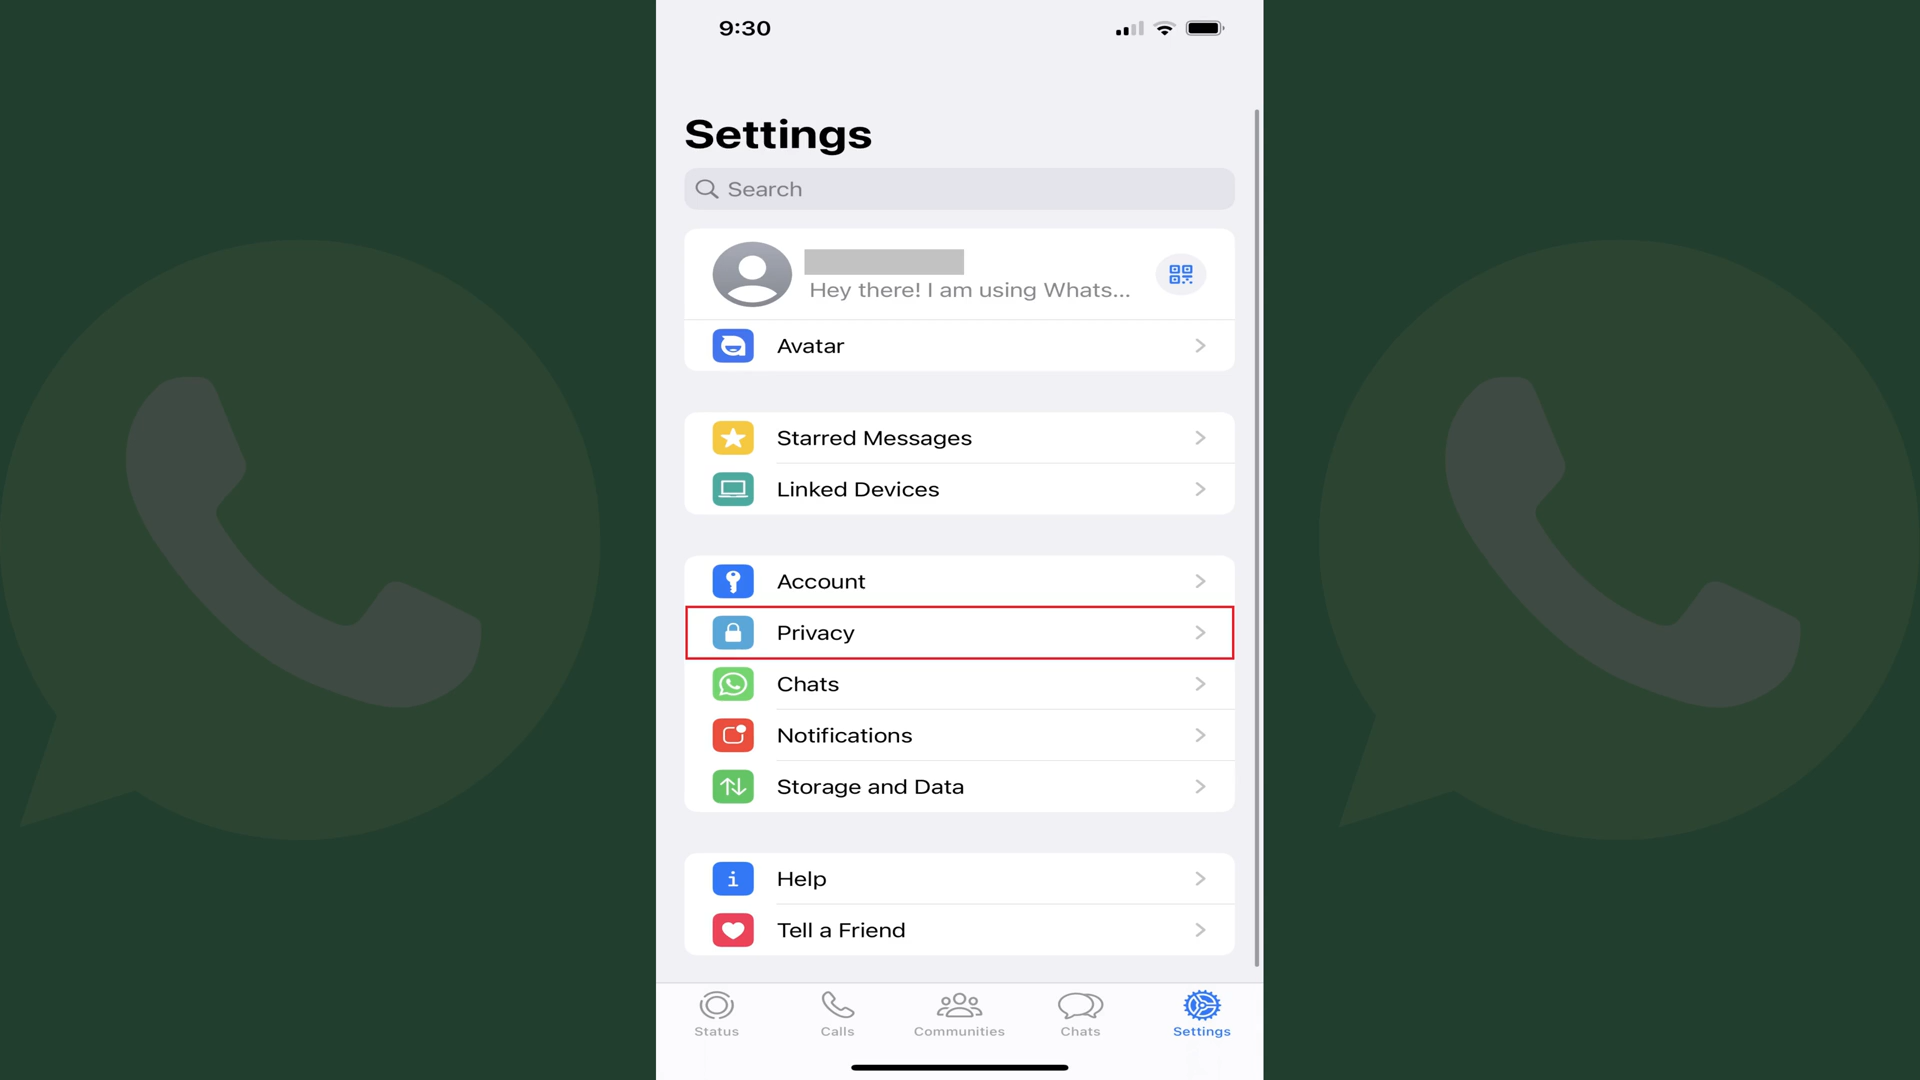 9:30
Settings
Search
Hey there! I am using Whats...
Avatar
Starred Messages
Linked Devices
Account
Privacy
Chats
Notifications
Storage and Data
Help
Tell a Friend
Status
Calls
Communities
Chats
Settings